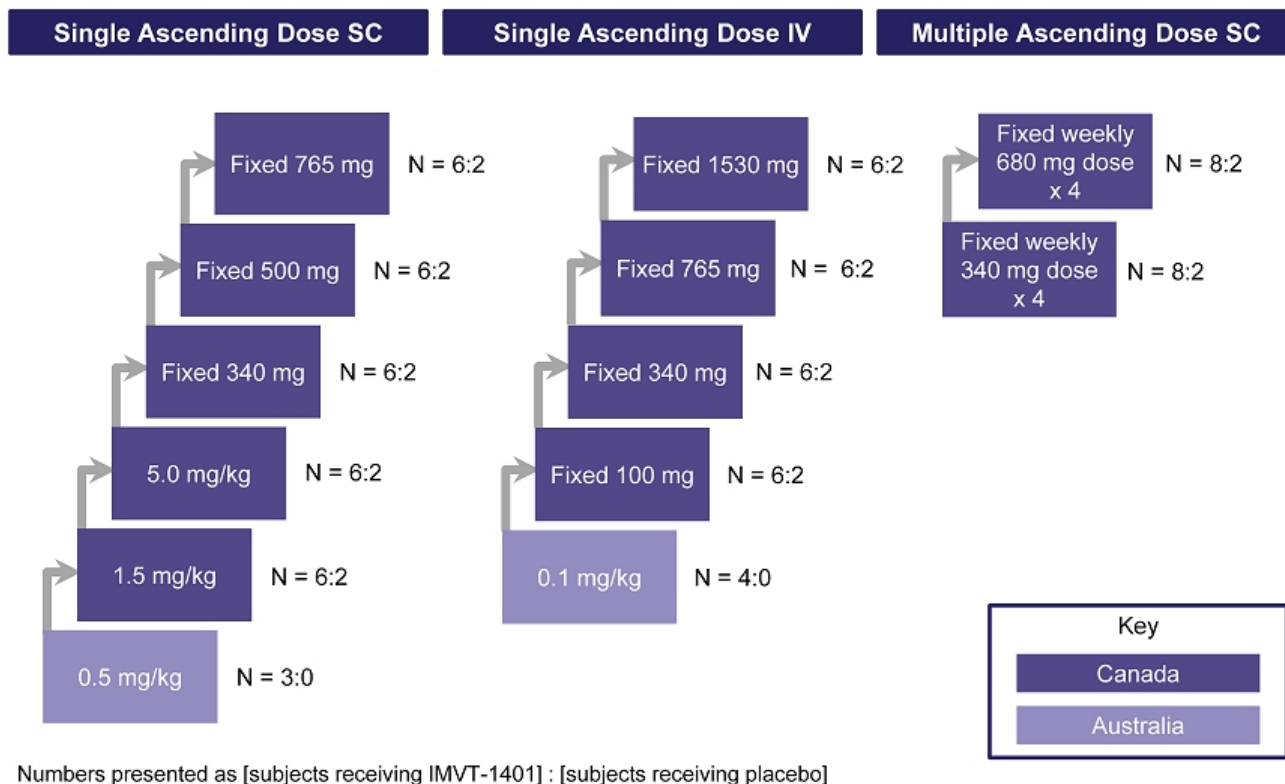 Single Ascending Dose SC
Single Ascending Dose IV
Multiple Ascending Dose SC
Fixed 765 mg
N = 6:2
Fixed 500 mg
N = 6:2
Fixed 340 mg
N = 6:2
5.0 mg/kg
N = 6:2
1.5 mg/kg
N = 6:2
0.5 mg/kg
N = 3:0
Fixed 1530 mg
N = 6:2
Fixed 765 mg
N = 6:2
Fixed 340 mg
N = 6:2
Fixed 100 mg
N = 6:2
0.1 mg/kg
N = 4:0
Fixed weekly
680 mg dose
x 4
N = 8:2
Fixed weekly
340 mg dose
x 4
N = 8:2
Key
Canada
Australia
Numbers presented as [subjects receiving IMVT-1401] : [subjects receiving placebo]